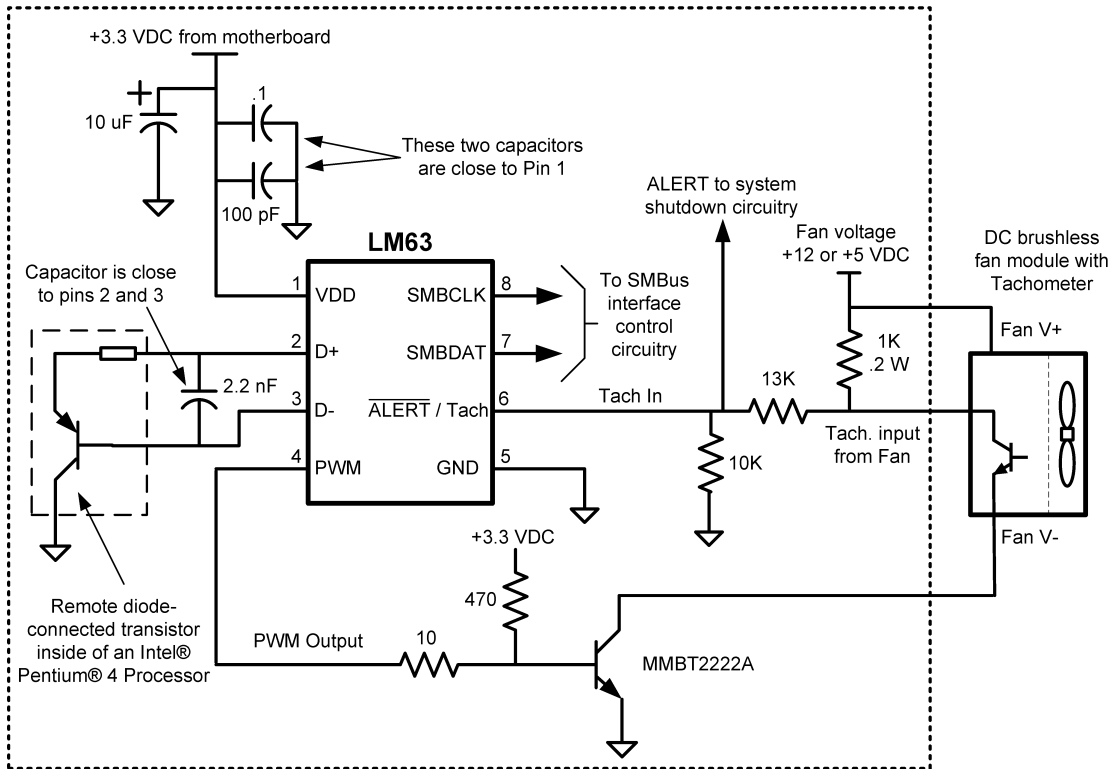 +3.3 VDC from motherboard
.1
10 uF
These two capacitors
are close to Pin 1
100 pF
ALERT to system
shutdown circuitry
Fan voltage
+12 or +5 VDC
DC brushless
fan module with
Tachometer
LM63
Capacitor is close
to pins 2 and 3
1
VDD
SMBCLK
8
To SMBus
interface
control
circuitry
Fan V+
2
D+
SMBDAT
7
1K
.2 W
2.2 nF
3
D-
ALERT / Tach
6
Tach In
13K
Tach. input
from Fan
4
PWM
GND
5
10K
Fan V-
+3.3 VDC
470
Remote diode-
connected transistor
inside of an Intel®
Pentium® 4 Processor
PWM Output
10
MMBT2222A